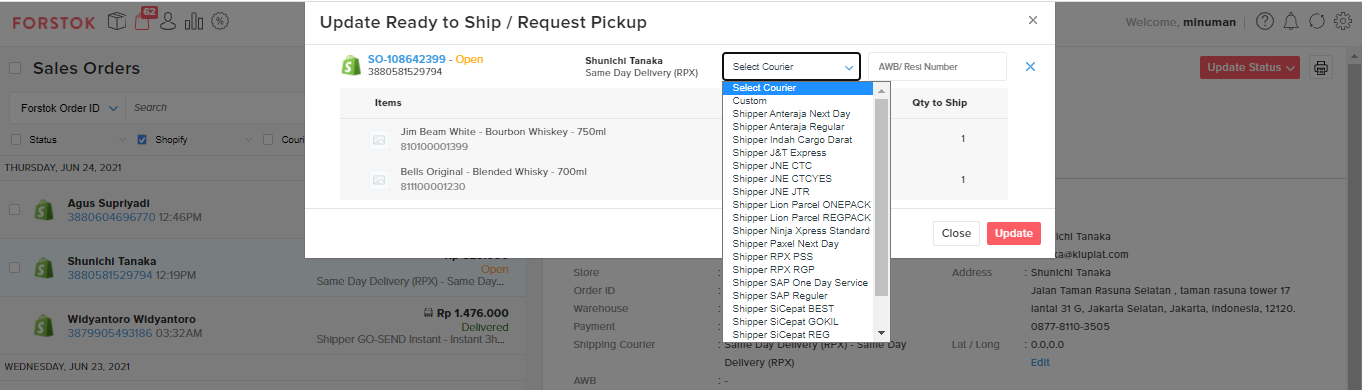 FORSTOK
62
Welcome, minuman
Update Ready to Ship / Request Pickup
SO-108642399 - Open
3880581529794
Shunichi Tanaka
Same Day Delivery (RPX)
Select Courier
AWB/ Resi Number
Items
Qty to Ship
Jim Beam White - Bourbon Whiskey - 750ml
810100001399
1
Bells Original - Blended Whisky - 700ml
811100001230
1
Select Courier
Custom
Shipper Anteraja Next Day
Shipper Anteraja Regular
Shipper Indah Cargo Darat
Shipper J&T Express
Shipper JNE CTC
Shipper JNE CTCYES
Shipper JNE JTR
Shipper Lion Parcel ONEPACK
Shipper Lion Parcel REGPACK
Shipper Ninja Xpress Standard
Shipper Paxel Next Day
Shipper RPX PSS
Shipper RPX RGP
Shipper SAP One Day Service
Shipper SAP Reguler
Shipper SiCepat BEST
Shipper SiCepat GOKIL
Shipper SiCepat REG
Close
Update
Sales Orders
Update Status
Forstok Order ID
Search
Status
Shopify
Couri
THURSDAY, JUN 24, 2021
Agus Supriyadi
3880604696770 12:46PM
Shunichi Tanaka
3880581529794 12:19PM
Open
Same Day Delivery (RPX) - Same Day...
Widyantoro Widyantoro
3879905493186 03:32AM
Rp 1.476.000
Delivered
Shipper GO-SEND Instant - Instant 3h...
WEDNESDAY, JUN 23, 2021
Store :
Order ID :
Warehouse :
Payment :
Shipping Courier : Same Day Delivery (RPX) - Same Day
Delivery (RPX)
AWB : -
ichi Tanaka
ka@kluplat.com
Address : Shunichi Tanaka
Jalan Taman Rasuna Selatan , taman rasuna tower 17
lantai 31 G, Jakarta Selatan, Jakarta, Indonesia, 12120.
0877-8110-3505
Lat / Long : 0.0,0.0
Edit